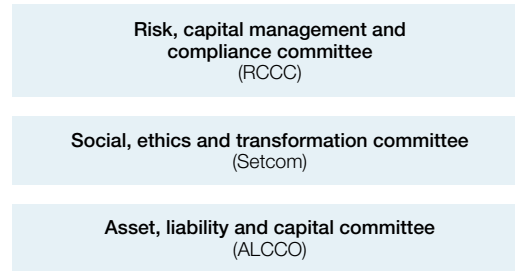 Risk, capital management and
compliance committee
(RCCC)
Social, ethics and transformation committee
(Setcom)
Asset, liability and capital committee
(ALCCO)